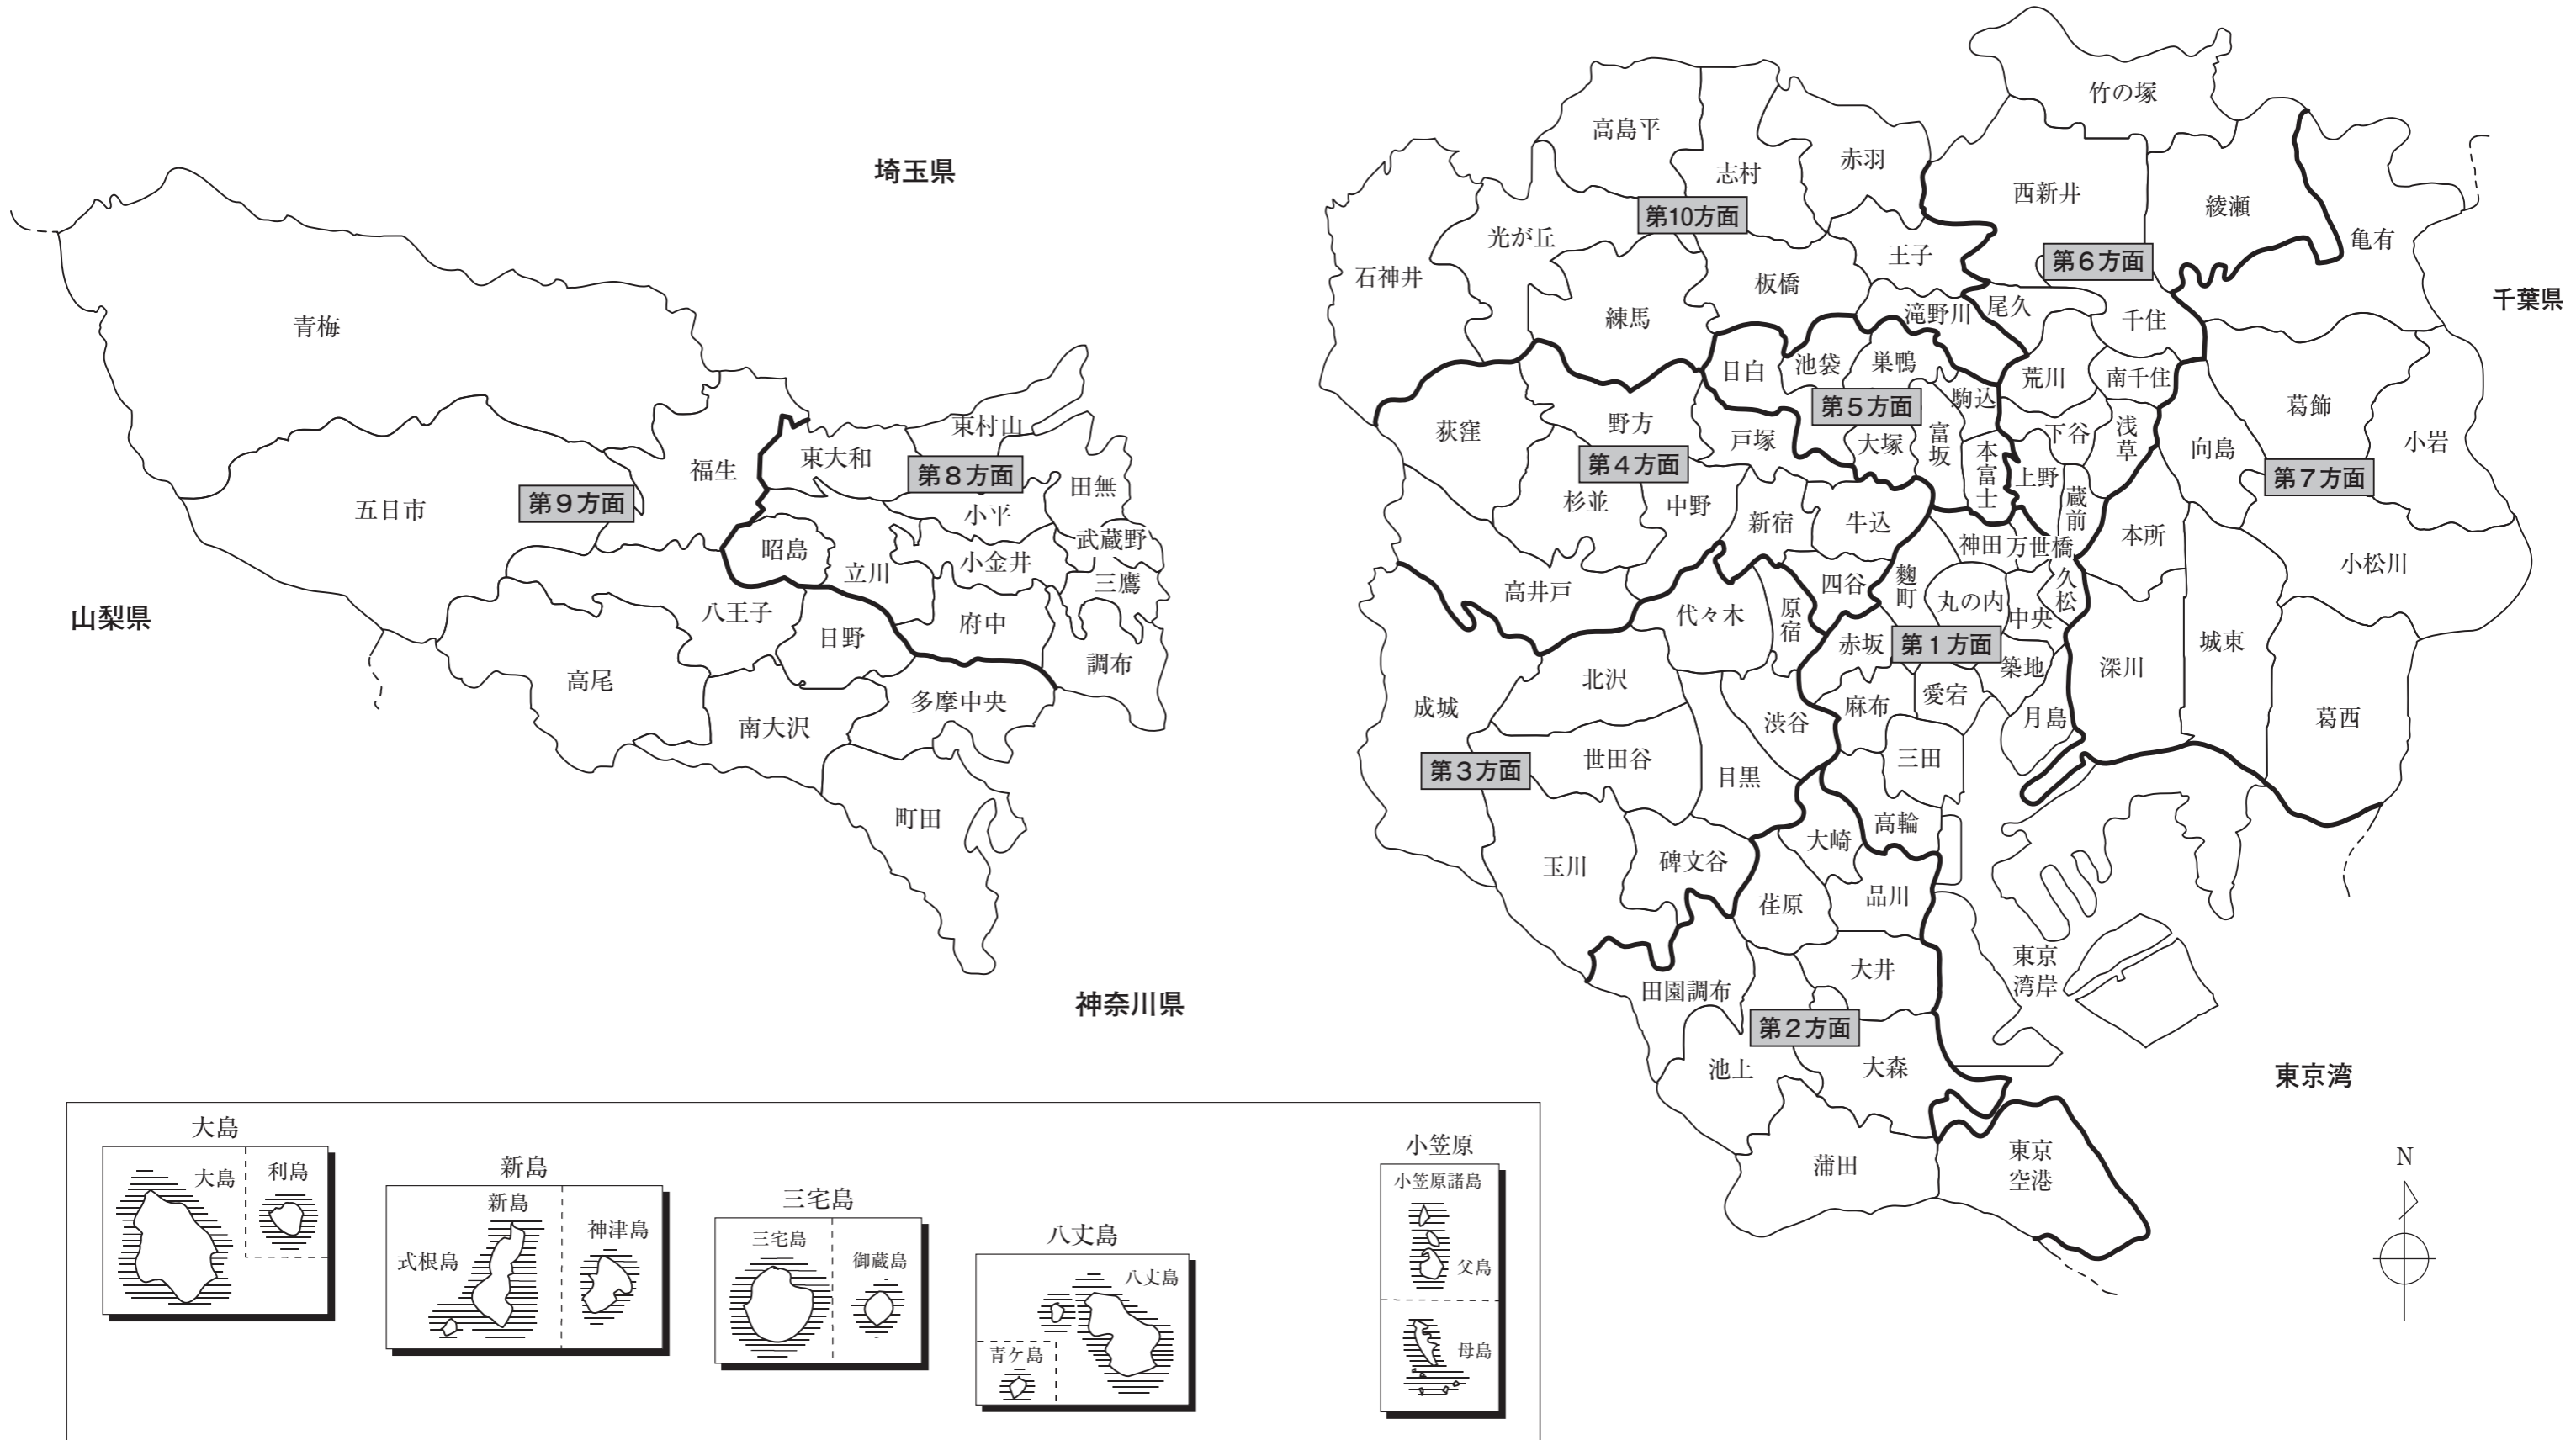 埼玉県
山梨県
神奈川県
千葉県
東京湾
青梅
五日市
第９方面
福生
東大和
東村山
第８方面
田無
小平
武蔵野
昭島
立川
小金井
三鷹
八王子
日野
府中
調布
高尾
南大沢
多摩中央
町田
竹の塚
高島平
志村
赤羽
西新井
綾瀬
亀有
第10方面
光が丘
石神井
王子
第６方面
板橋
練馬
滝野川
尾久
千住
目白
池袋
巣鴨
荒川
南千住
第５方面
駒込
葛飾
荻窪
野方
戸塚
大塚
富坂
本富士
下谷
浅草
向島
小岩
第４方面
上野
第７方面
杉並
中野
新宿
牛込
蔵前
本所
神田
万世橋
小松川
高井戸
四谷
麴町
丸の内
久松
中央
代々木
原宿
赤坂
第１方面
築地
深川
城東
北沢
成城
渋谷
麻布
愛宕
月島
葛西
世田谷
第３方面
目黒
三田
高輪
大崎
玉川
碑文谷
荏原
品川
東京
湾岸
大井
田園調布
第２方面
池上
大森
蒲田
東京
空港
N
大島
大島
利島
新島
新島
式根島
神津島
三宅島
三宅島
御蔵島
八丈島
八丈島
青ケ島
小笠原
小笠原諸島
父島
母島